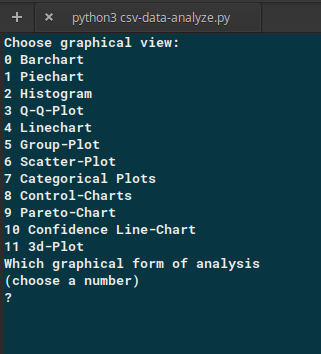 python3 csv-data-analyze.py
Choose graphical view:
0 Barchart
1 Piechart
2 Histogram
3 Q-Q-Plot
4 Linechart
5 Group-Plot
6 Scatter-Plot
7 Categorical Plots
8 Control-Charts
9 Pareto-Chart
10 Confidence Line-Chart
11 3d-Plot
Which graphical form of analysis
(choose a number)
?